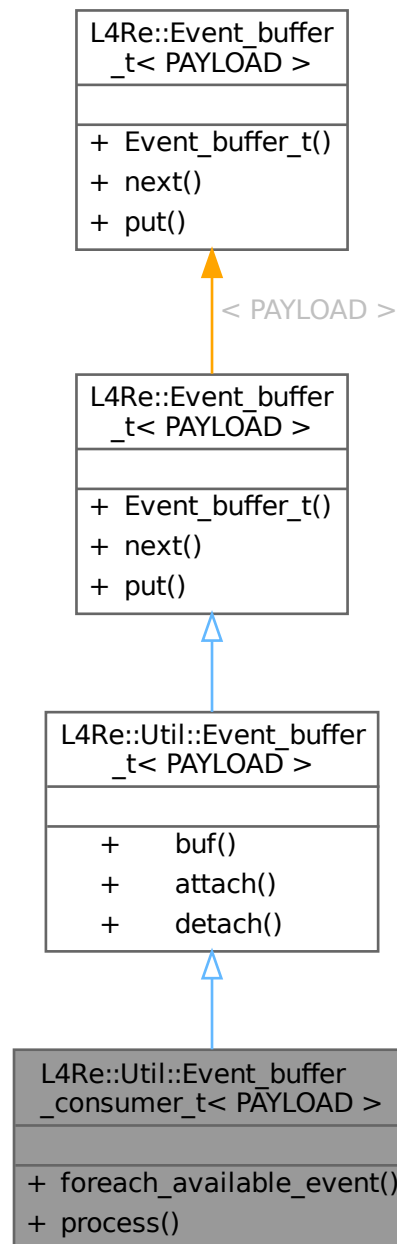 L4Re::Event_buffer
_t< PAYLOAD >
+ Event_buffer_t()
+ next()
+ put()
< PAYLOAD >
L4Re::Event_buffer
_t< PAYLOAD >
+ Event_buffer_t()
+ next()
+ put()
L4Re::Util::Event_buffer
_t< PAYLOAD >
+ buf()
+ attach()
+ detach()
L4Re::Util::Event_buffer
_consumer_t< PAYLOAD >
+ foreach_available_event()
+ process()